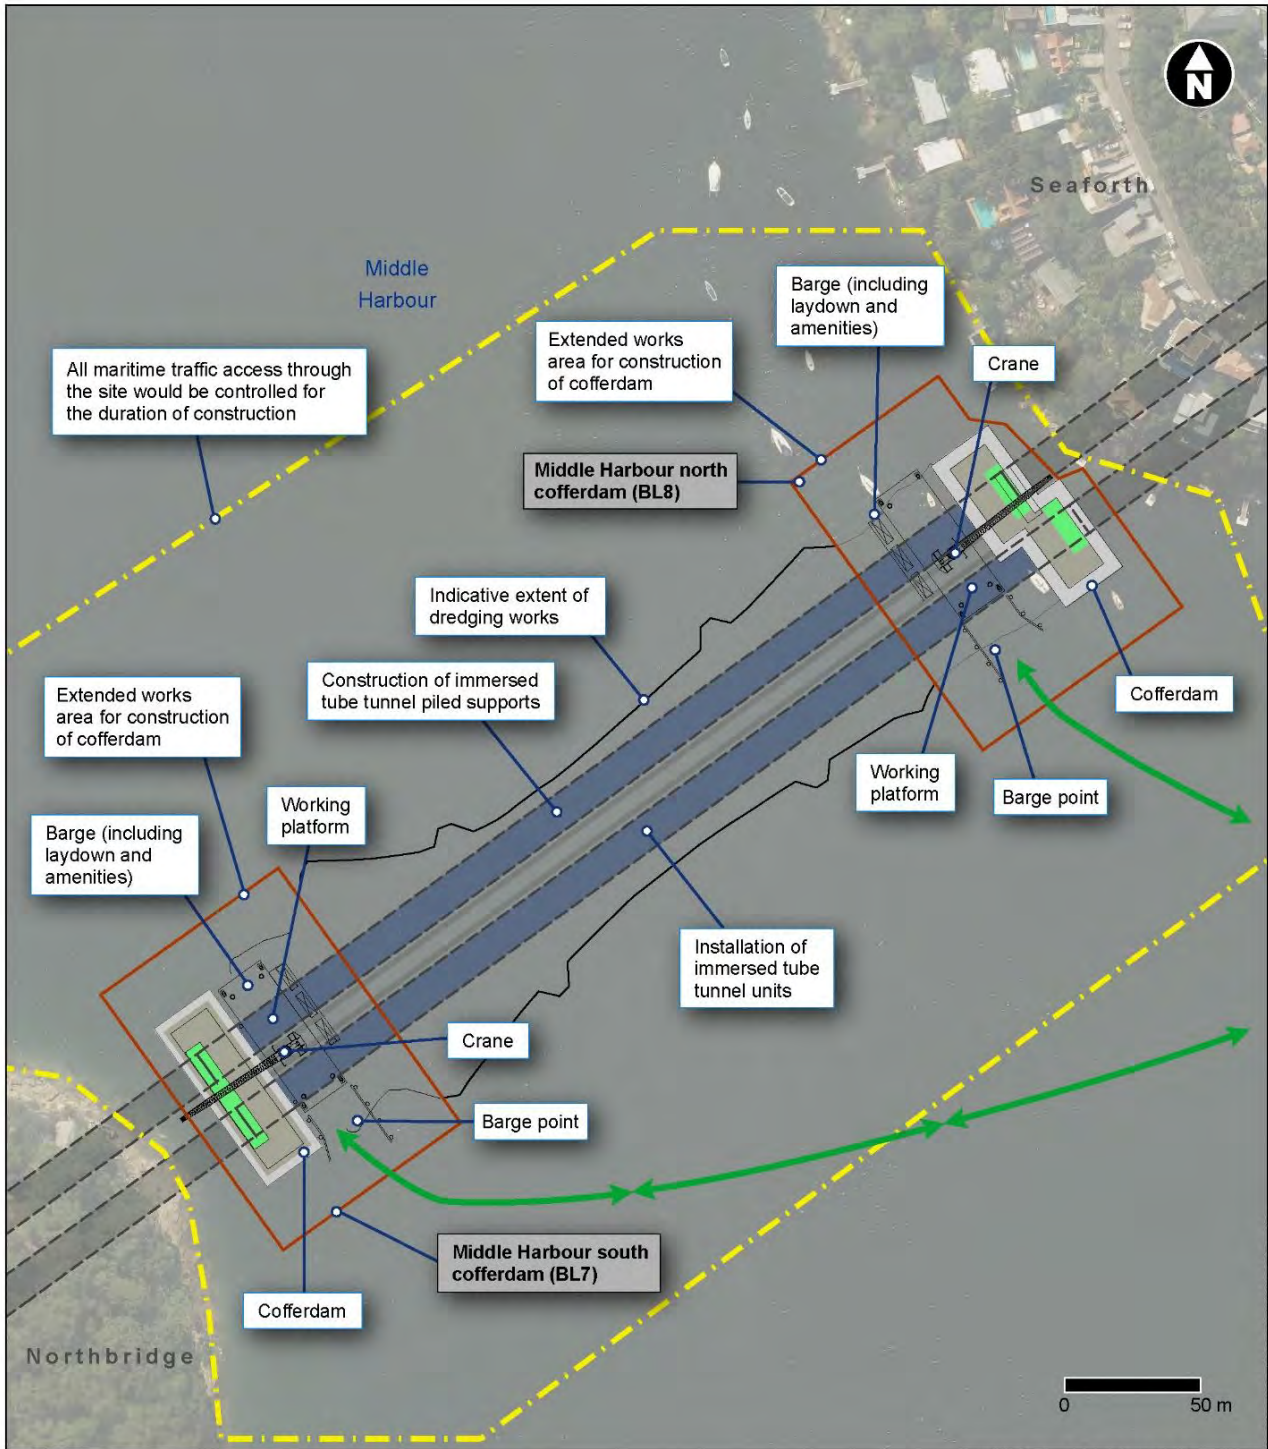 N
Seaforth
Middle
Harbour
Barge (including
laydown and
amenities)
Extended works
area for construction
of cofferdam
Crane
All maritime traffic access through
the site would be controlled for
the duration of construction
Middle Harbour north
cofferdam (BL8)
Indicative extent of
dredging works
Construction of immersed
tube tunnel piled supports
Cofferdam
Extended works
area for construction
of cofferdam
Working
platform
Barge point
Working
platform
Barge (including
laydown and
amenities)
Installation of
immersed tube
tunnel units
Crane
Barge point
Middle Harbour south
cofferdam (BL7)
Cofferdam
Northbridge
0 50 m